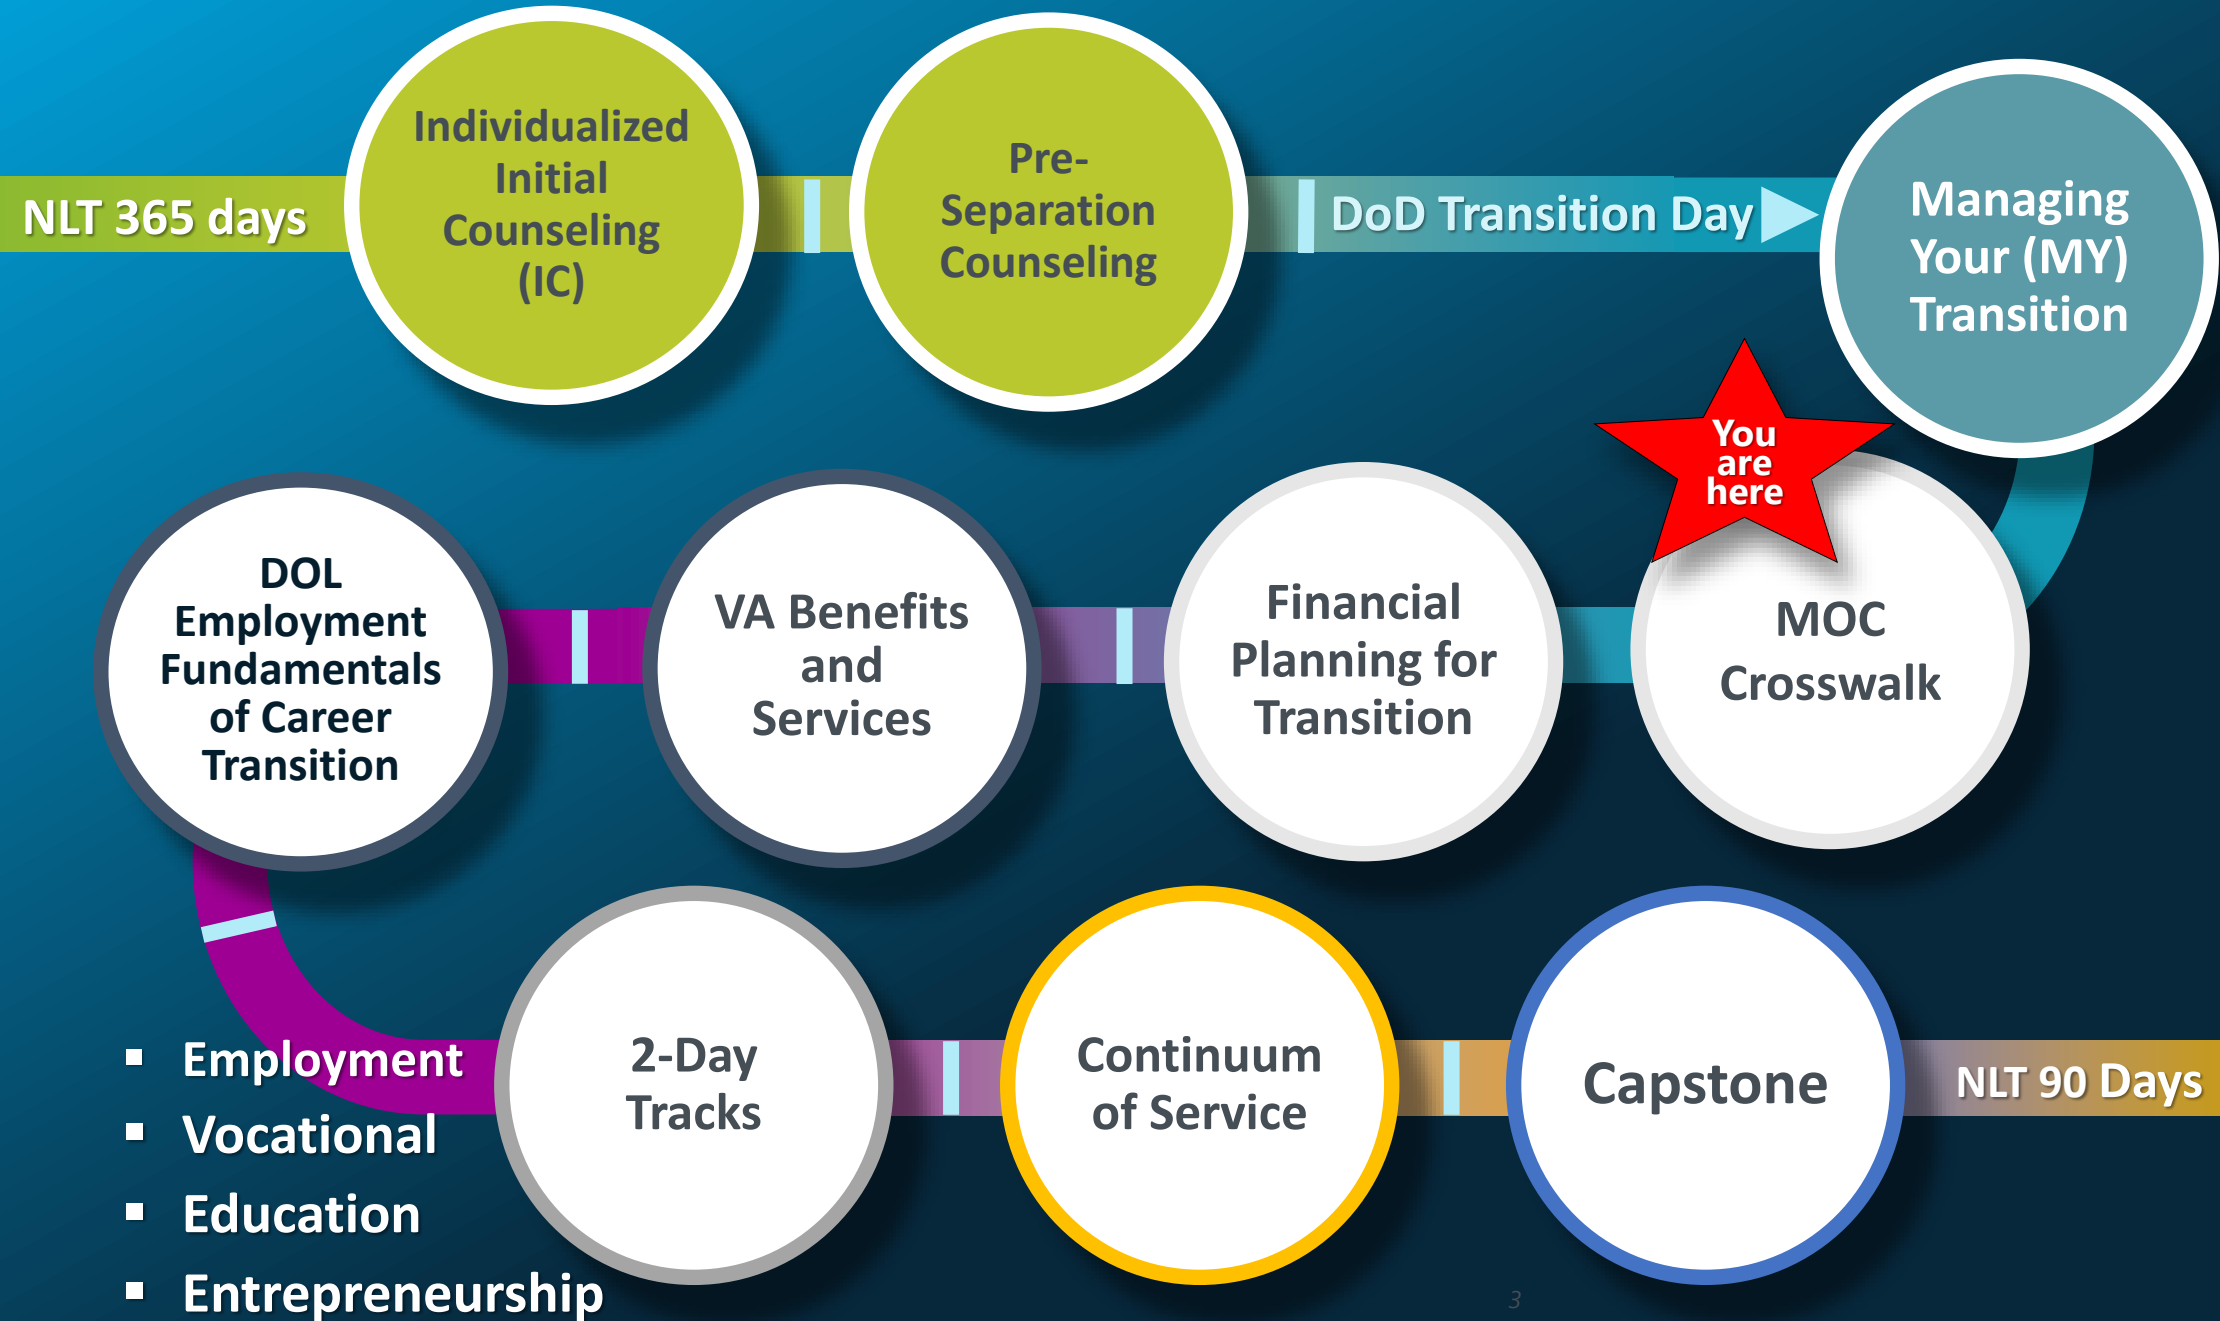 NLT 365 days
Individualized
Initial
Counseling
(IC)
Pre-
Separation
Counseling
DoD Transition Day
Managing
Your (MY)
Transition
You
are
here
DOL
Employment
Fundamentals
of Career
Transition
VA Benefits
and
Services
Financial
Planning for
Transition
MOC
Crosswalk
▪ Employment
▪ Vocational
▪ Education
▪ Entrepreneurship
2-Day
Tracks
Continuum
of Service
Capstone
NLT 90 Days
3